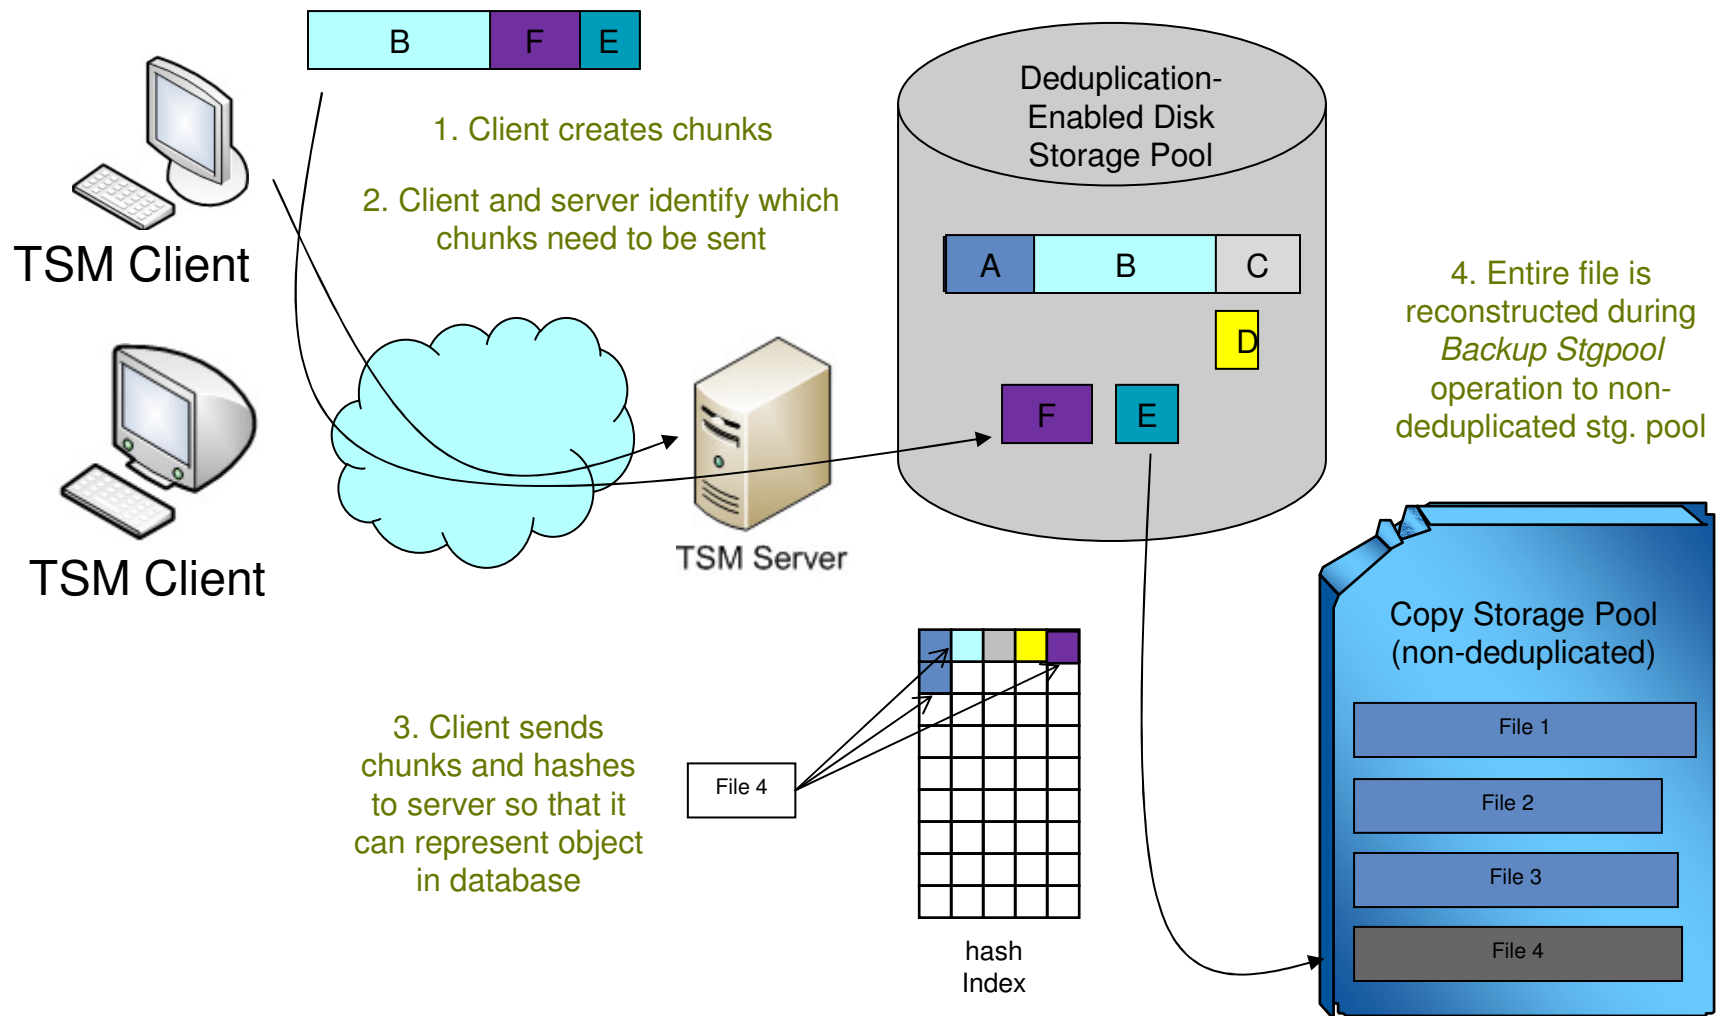 B F E
1. Client creates chunks
2. Client and server identify which
chunks need to be sent
TSM Client
TSM Client
TSM Server
Deduplication-
Enabled Disk
Storage Pool
A B C
D
F E
4. Entire file is
reconstructed during
Backup Stgpool
operation to non-
deduplicated stg. pool
3. Client sends
chunks and hashes
to server so that it
can represent object
in database
File 4
hash
Index
Copy Storage Pool
(non-deduplicated)
File 1
File 2
File 3
File 4